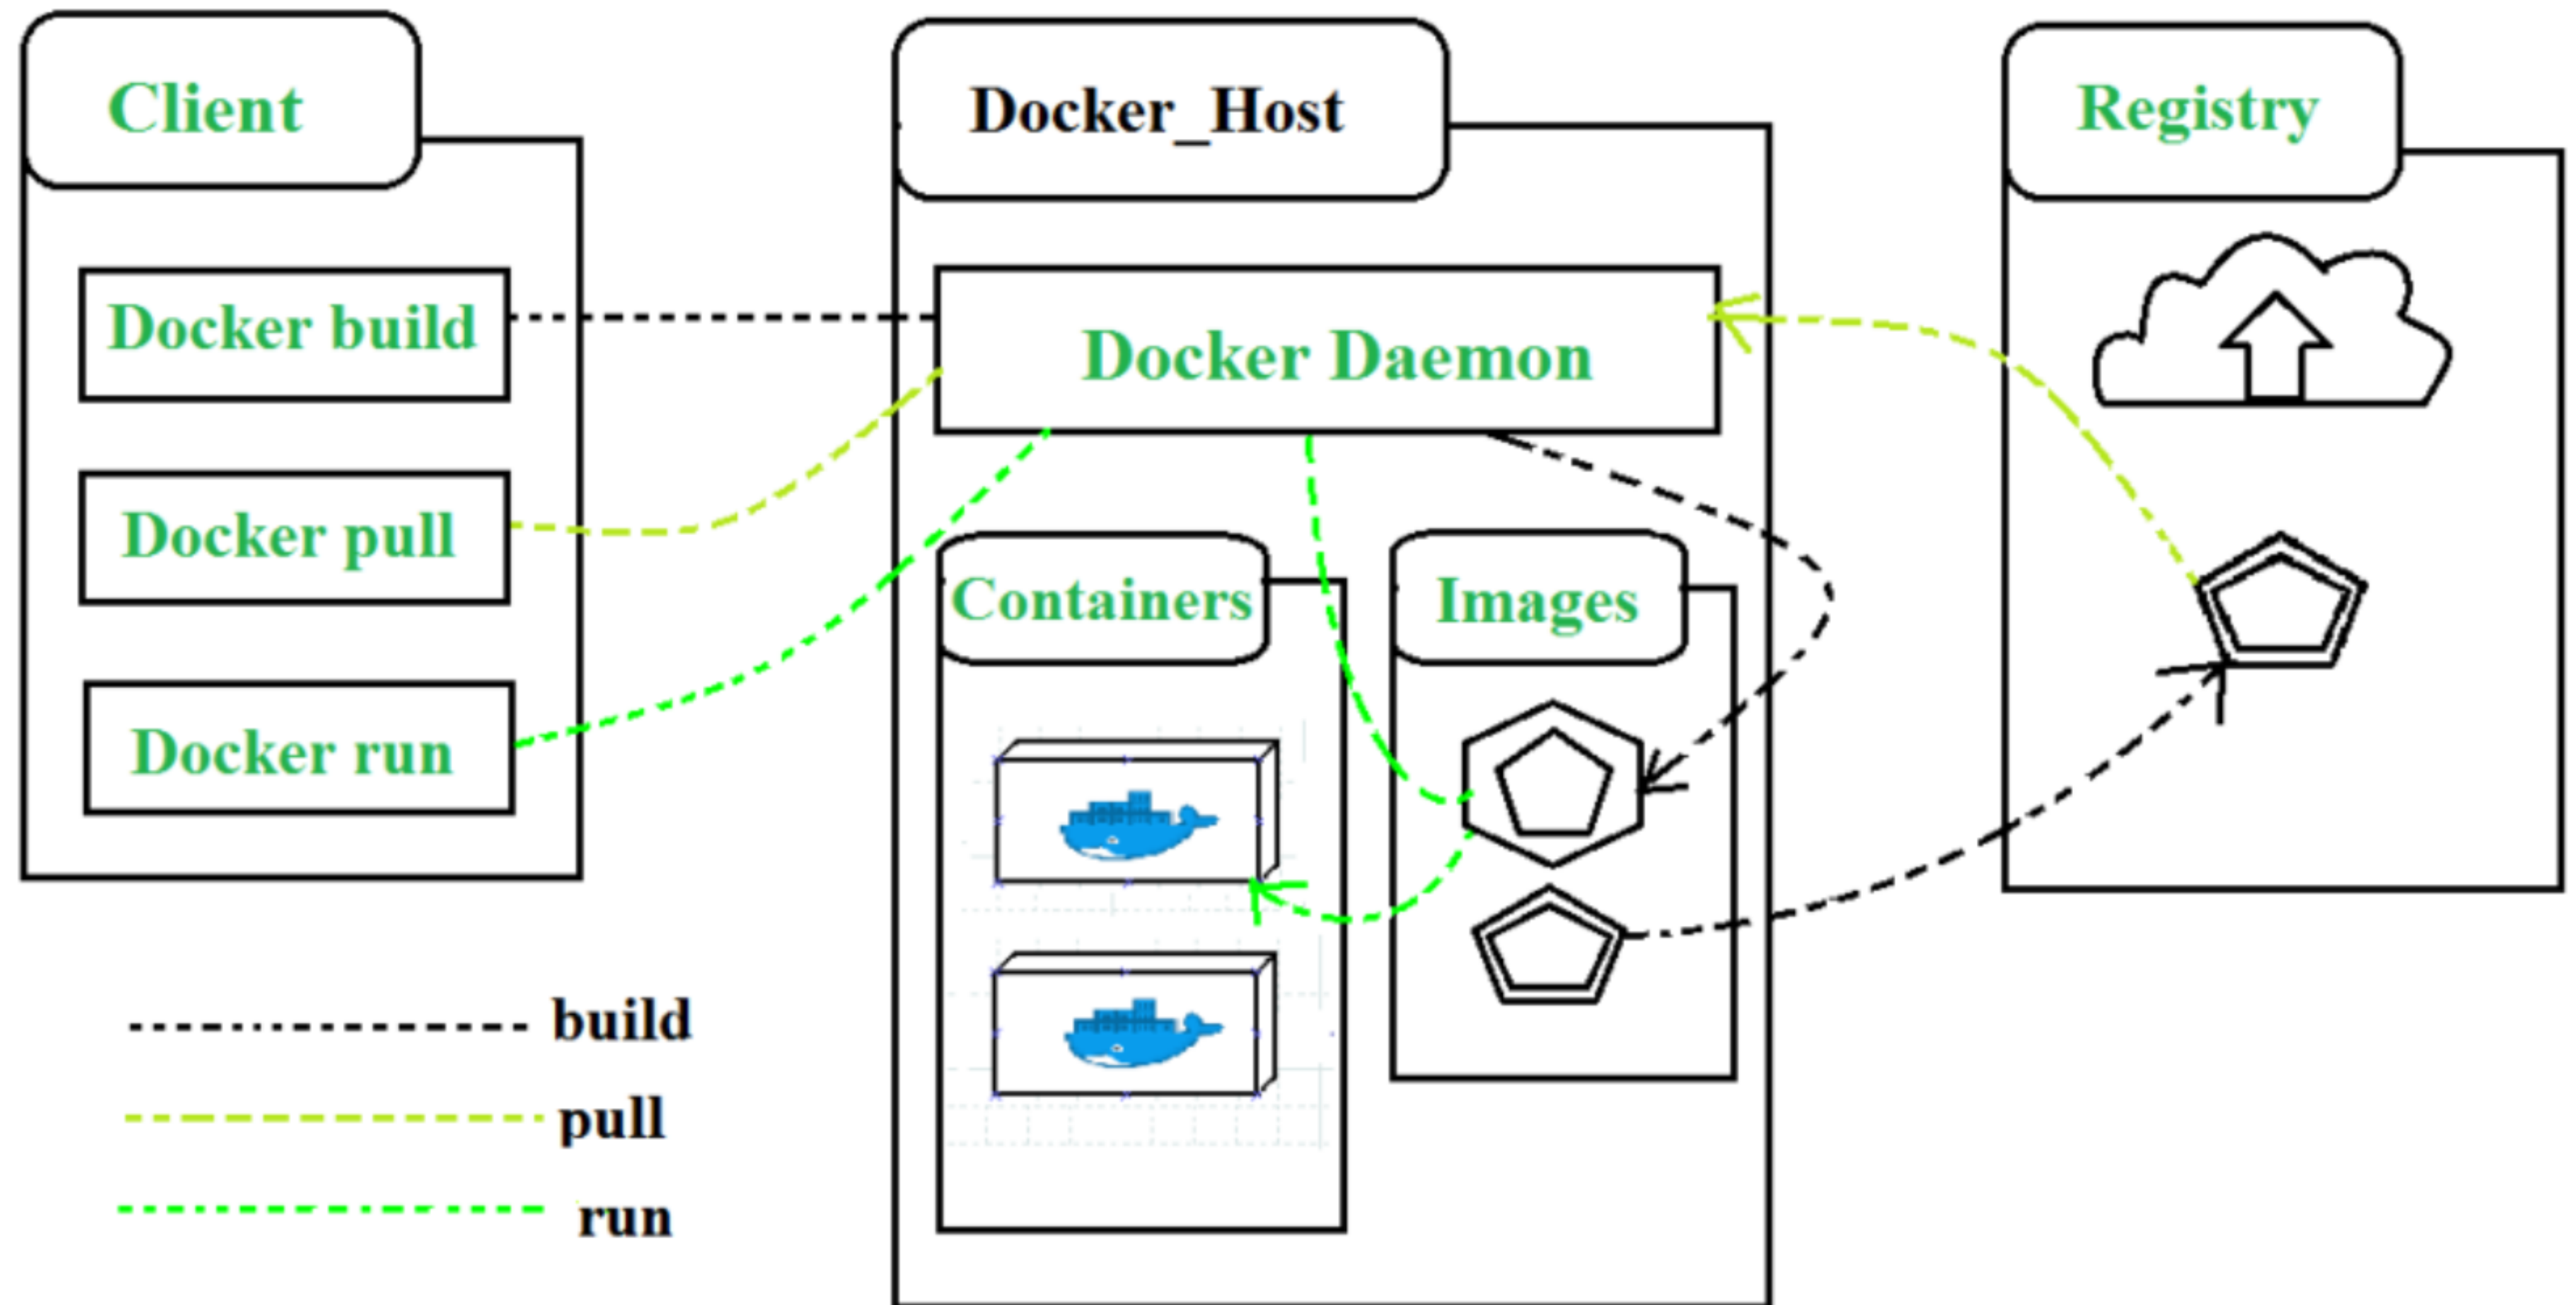 Client
Docker build
Docker pull
Docker run
Docker_Host
Docker Daemon
Containers
Images
Registry
build
pull
run